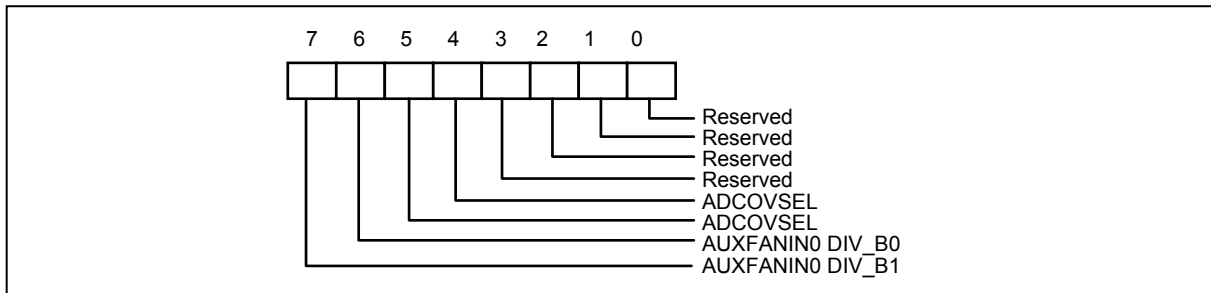 7 6 5 4 3 2 1 0
Reserved
Reserved
Reserved
Reserved
ADCOVSEL
ADCOVSEL
AUXFANIN0 DIV_B0
AUXFANIN0 DIV_B1